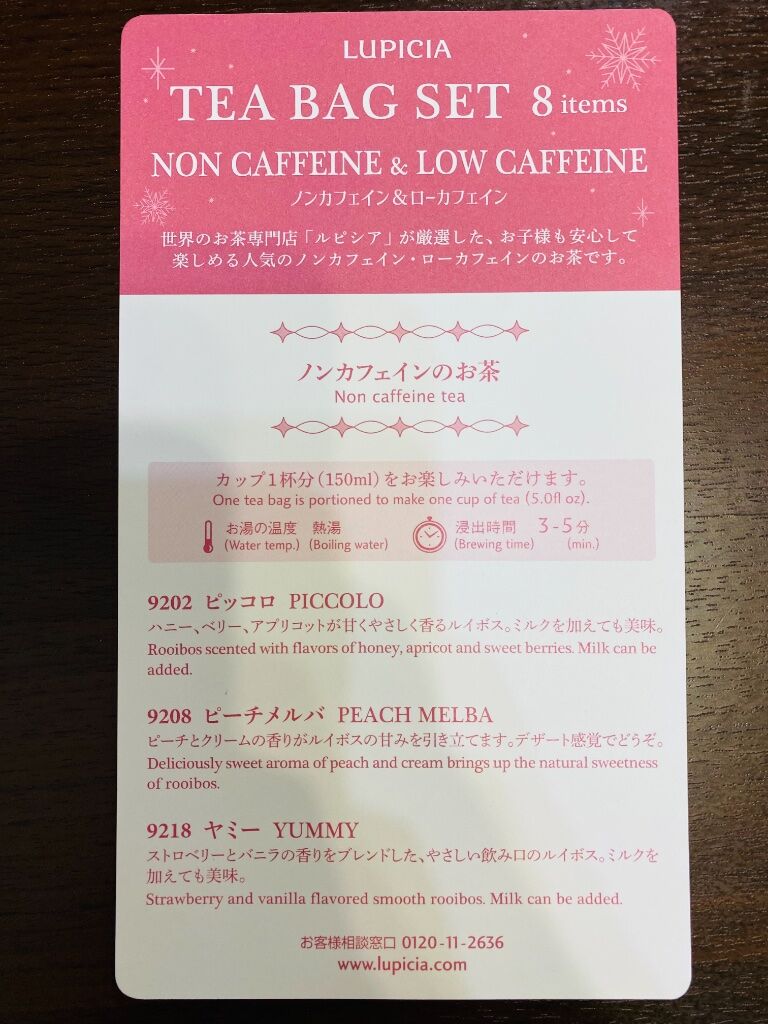 LUPICIA
TEA BAG SET 8 items
NON CAFFEINE & LOW CAFFEINE
ノンカフェイン&ローカフェイン
世界のお茶専門店「ルピシア」が厳選した、お子様も安心して
楽しめる人気のノンカフェイン・ローカフェインのお茶です。
ノンカフェインのお茶
Non caffeine tea
カップ1杯分(150ml)をお楽しみいただけます。
One tea bag is portioned to make one cup of tea (5.0fl oz).
お湯の温度 熱湯 浸出時間 3-5分
(Water temp.) (Boiling water) (Brewing time) (min.)
9202 ピッコロ PICCOLO
ハニー、ベリー、アプリコットが甘くやさしく香るルイボス。ミルクを加えても美味。
Rooibos scented with flavors of honey, apricot and sweet berries. Milk can be
added.
9208 ピーチメルバ PEACH MELBA
ピーチとクリームの香りがルイボスの甘みを引き立てます。デザート感覚でどうぞ。
Deliciously sweet aroma of peach and cream brings up the natural sweetness
of rooibos.
9218 ヤミー YUMMY
ストロベリーとバニラの香りをブレンドした、やさしい飲み口のルイボス。ミルクを
加えても美味。
Strawberry and vanilla flavored smooth rooibos. Milk can be added.
お客様相談窓口 0120-11-2636
www.lupicia.com